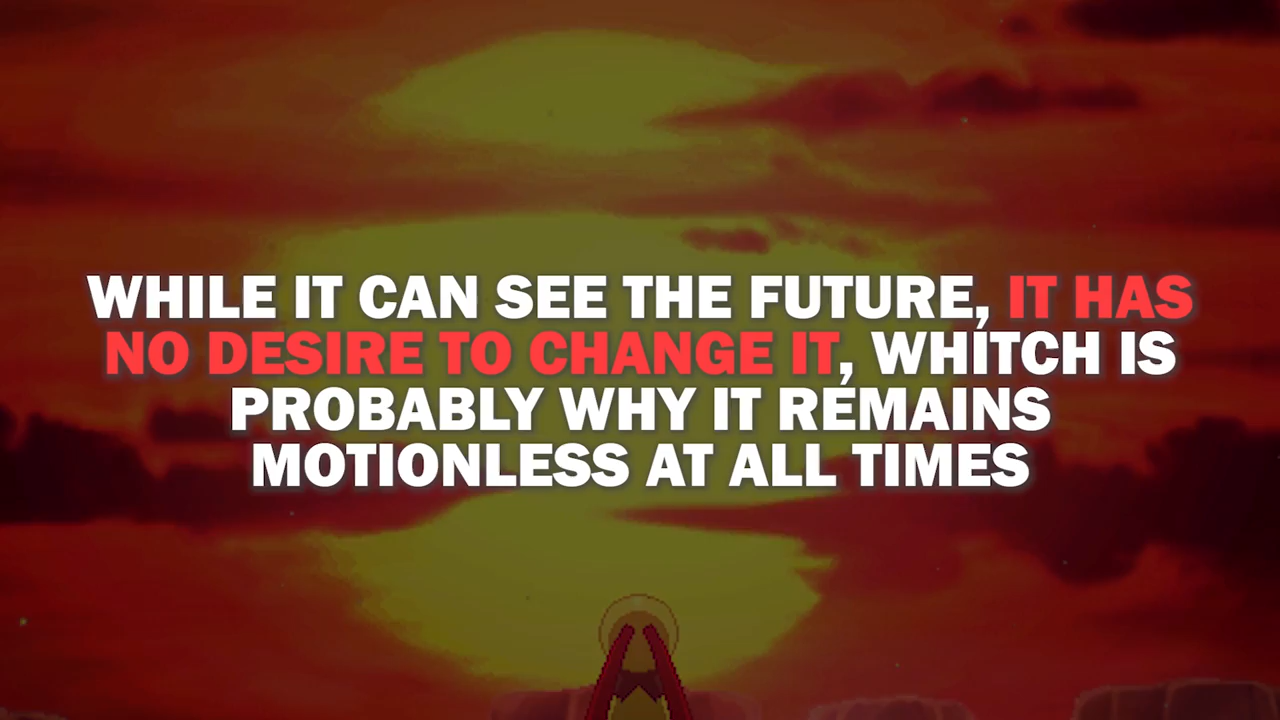 WHILE IT CAN SEE THE FUTURE, IT HAS
NO DESIRE TO CHANGE IT, WHITCH IS
PROBABLY WHY IT REMAINS
MOTIONLESS AT ALL TIMES